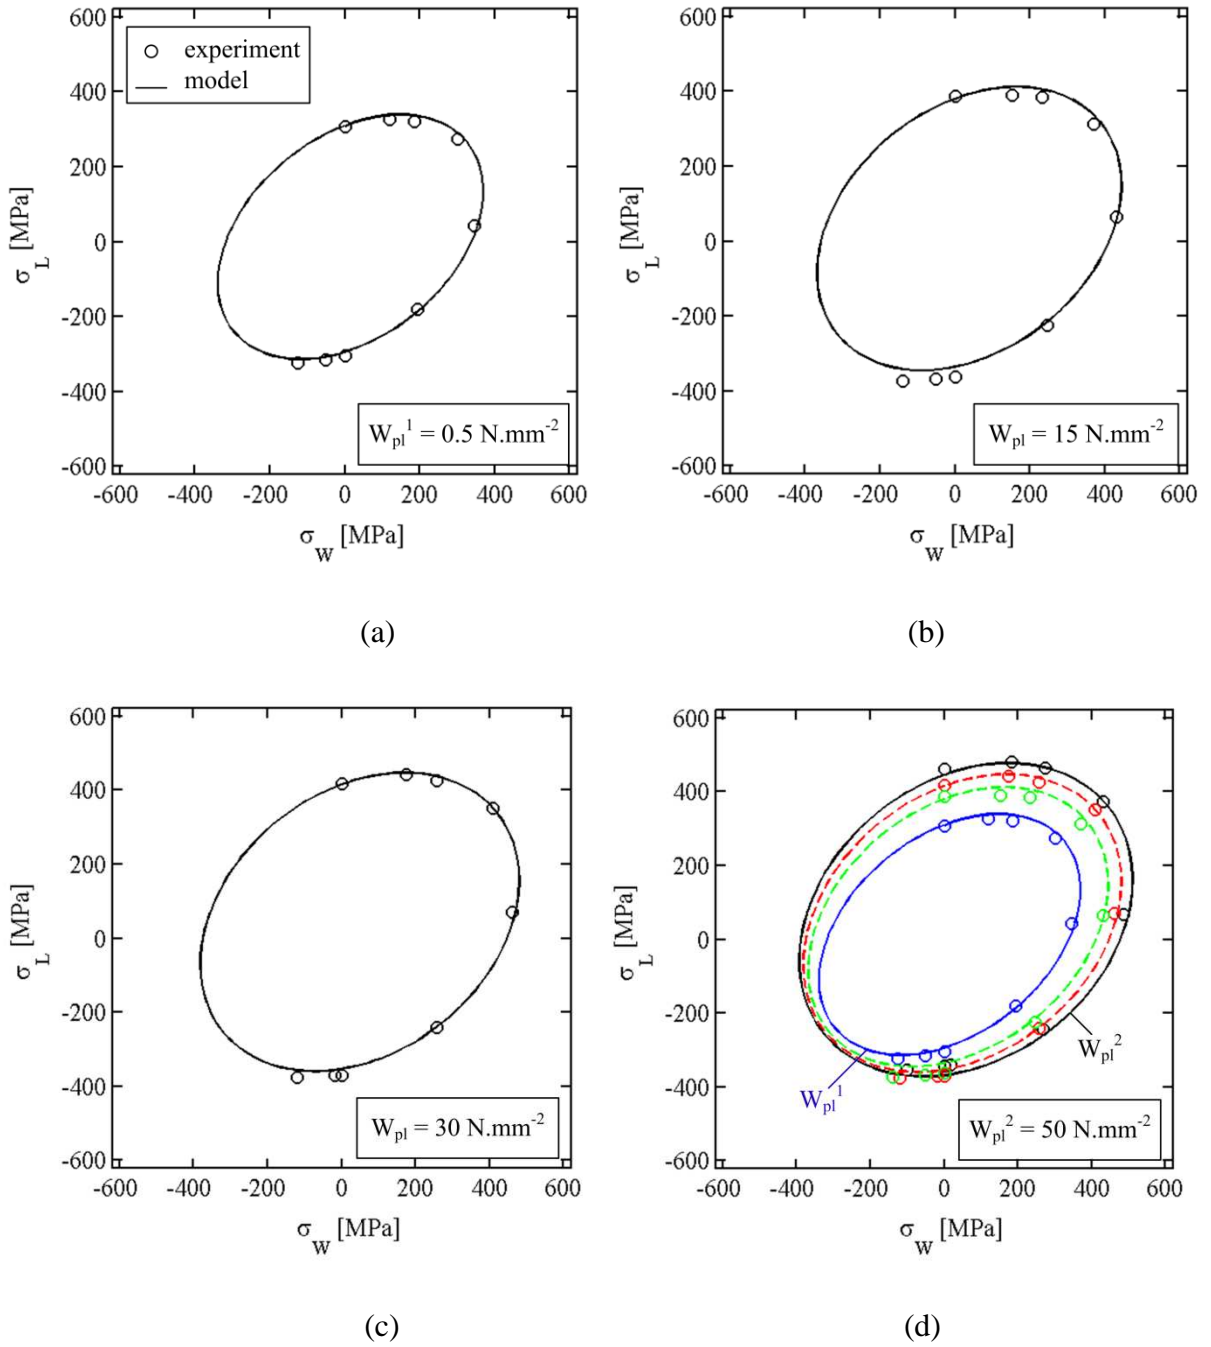 600
400
200
0
-200
-400
-600
σL [MPa]
experiment
model
Wpl¹ = 0.5 N.mm⁻²
-600 -400 -200 0 200 400 600
σW [MPa]
(a)
600
400
200
0
-200
-400
-600
σL [MPa]
Wpl = 15 N.mm⁻²
-600 -400 -200 0 200 400 600
σW [MPa]
(b)
600
400
200
0
-200
-400
-600
σL [MPa]
Wpl = 30 N.mm⁻²
-600 -400 -200 0 200 400 600
σW [MPa]
(c)
600
400
200
0
-200
-400
-600
σL [MPa]
Wpl²
Wpl¹
Wpl² = 50 N.mm⁻²
-600 -400 -200 0 200 400 600
σW [MPa]
(d)